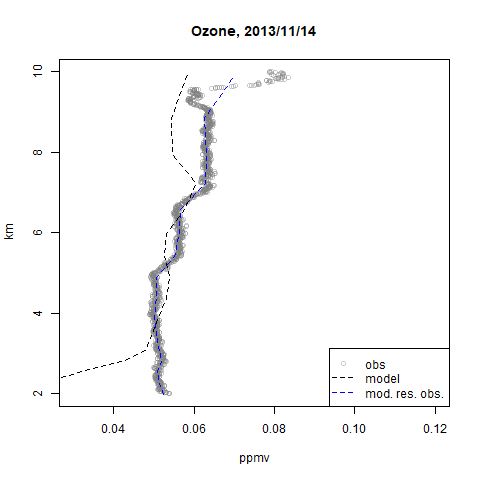 Ozone, 2013/11/14
10
8
6
4
2
km
0.04 0.06 0.08 0.10 0.12
ppmv
obs
model
mod. res. obs.